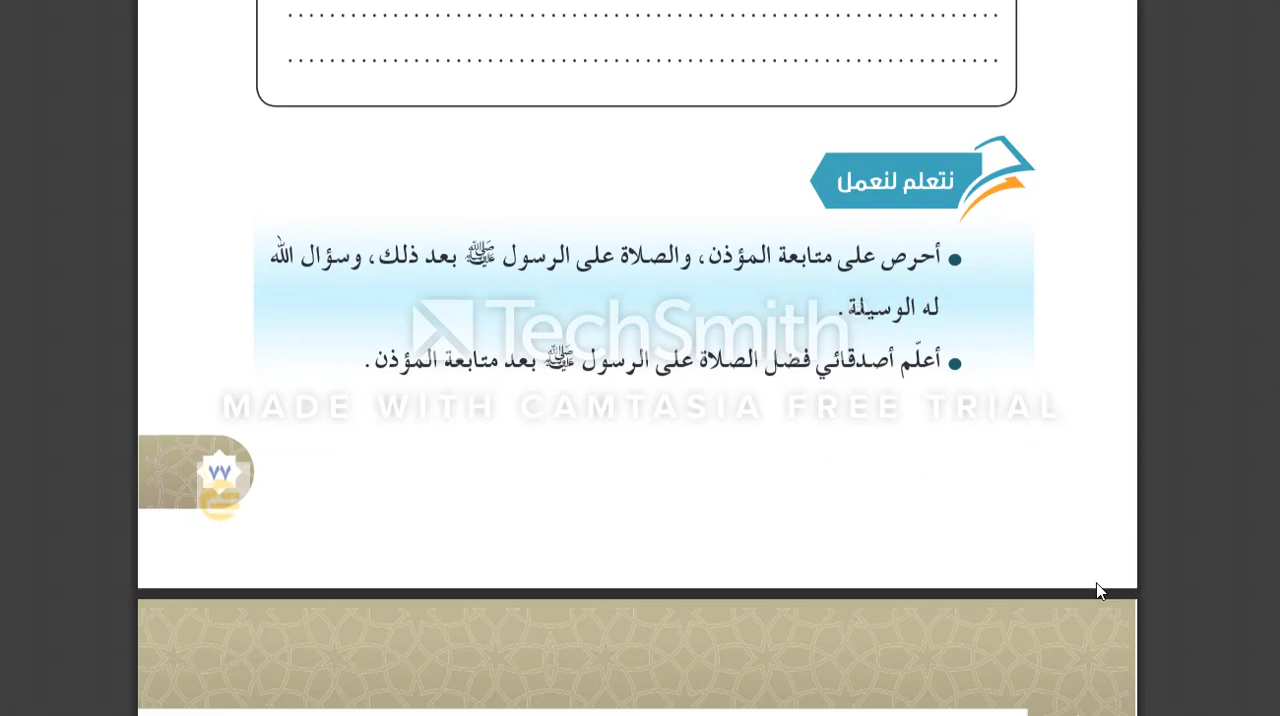 نتعلم لنعمل
• أحرص على متابعة المؤذن، والصلاة على الرسول ﷺ بعد ذلك، وسؤال الله
له الوسيلة.
TechSmith
• أعلّم أصدقائي فضل الصلاة على الرسول ﷺ بعد متابعة المؤذن.
MADE WITH CAMTASIA FREE TRIAL
٧٧